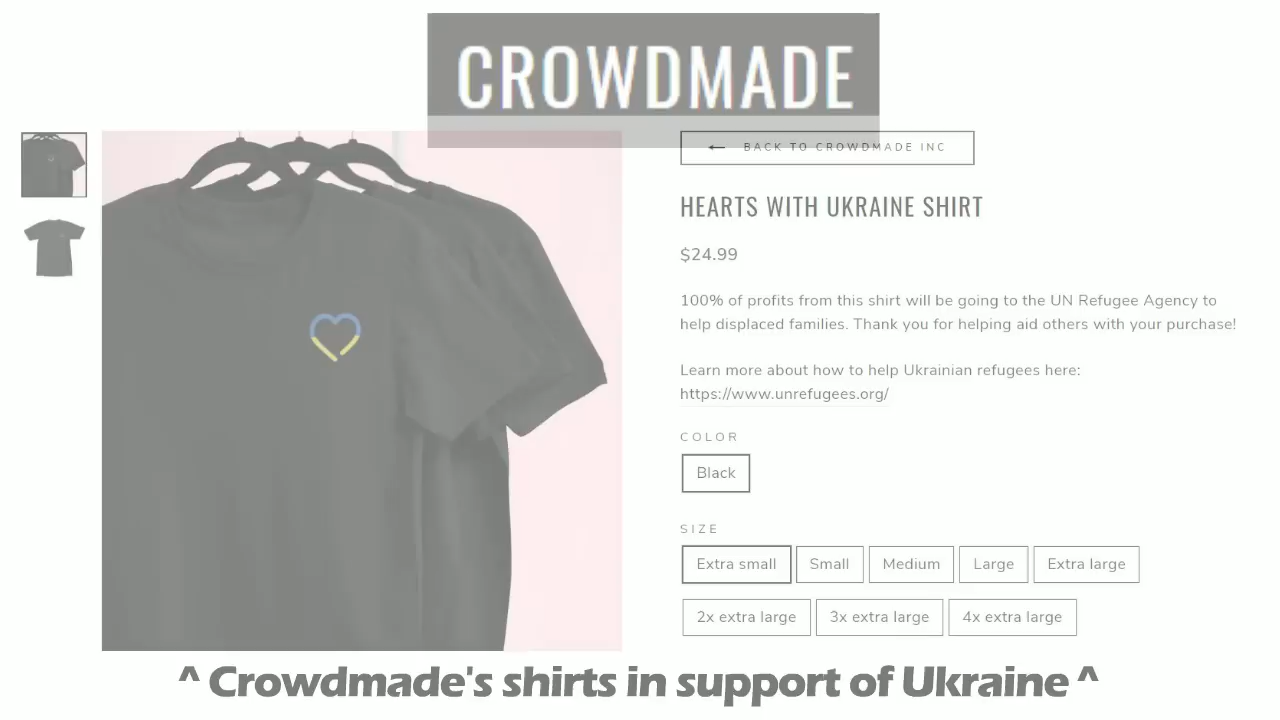 CROWDMADE
← BACK TO CROWDMADE INC
HEARTS WITH UKRAINE SHIRT
$24.99
100% of profits from this shirt will be going to the UN Refugee Agency to
help displaced families. Thank you for helping aid others with your purchase!
Learn more about how to help Ukrainian refugees here:
https://www.unrefugees.org/
COLOR
Black
SIZE
Extra small Small Medium Large Extra large
2x extra large 3x extra large 4x extra large
^ Crowdmade's shirts in support of Ukraine ^